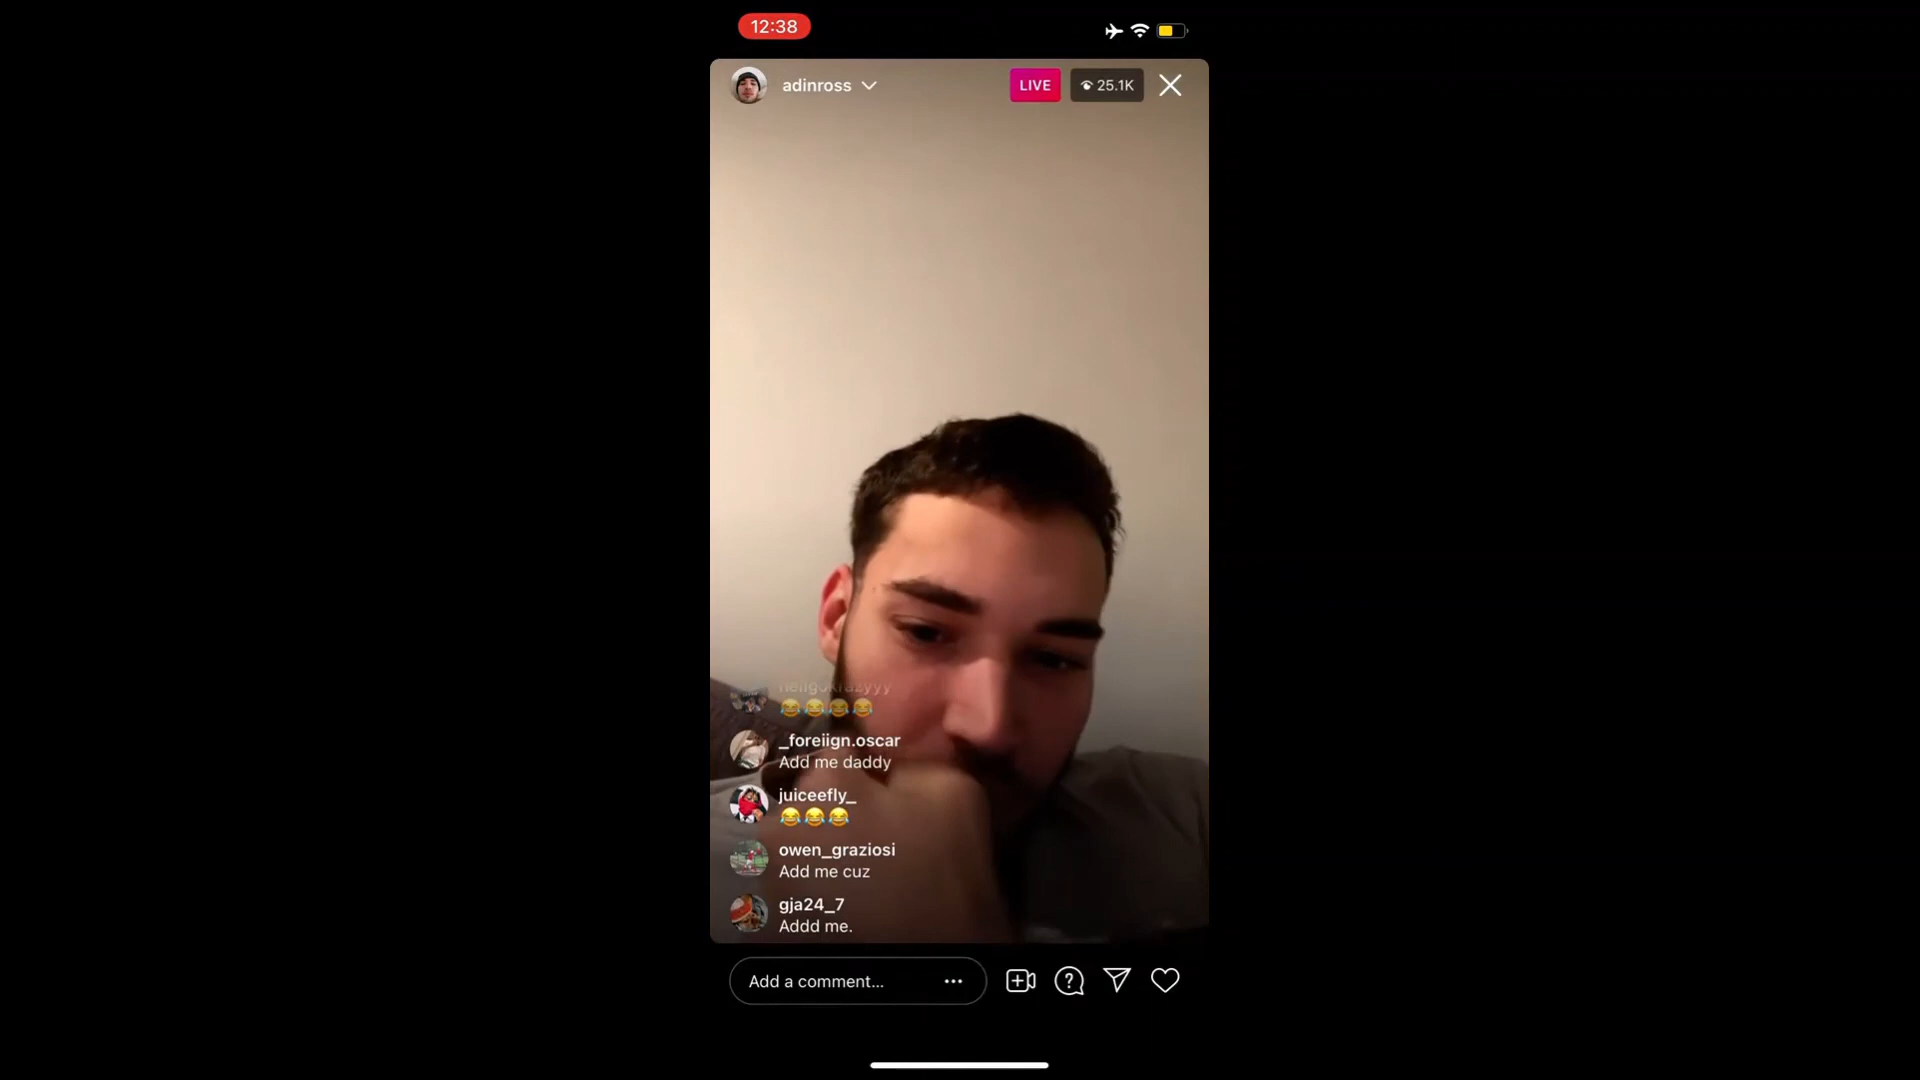 12:38
adinross
LIVE
25.1K
_foreiign.oscar
Add me daddy
juiceefly_
owen_graziosi
Add me cuz
gja24_7
Addd me.
Add a comment...